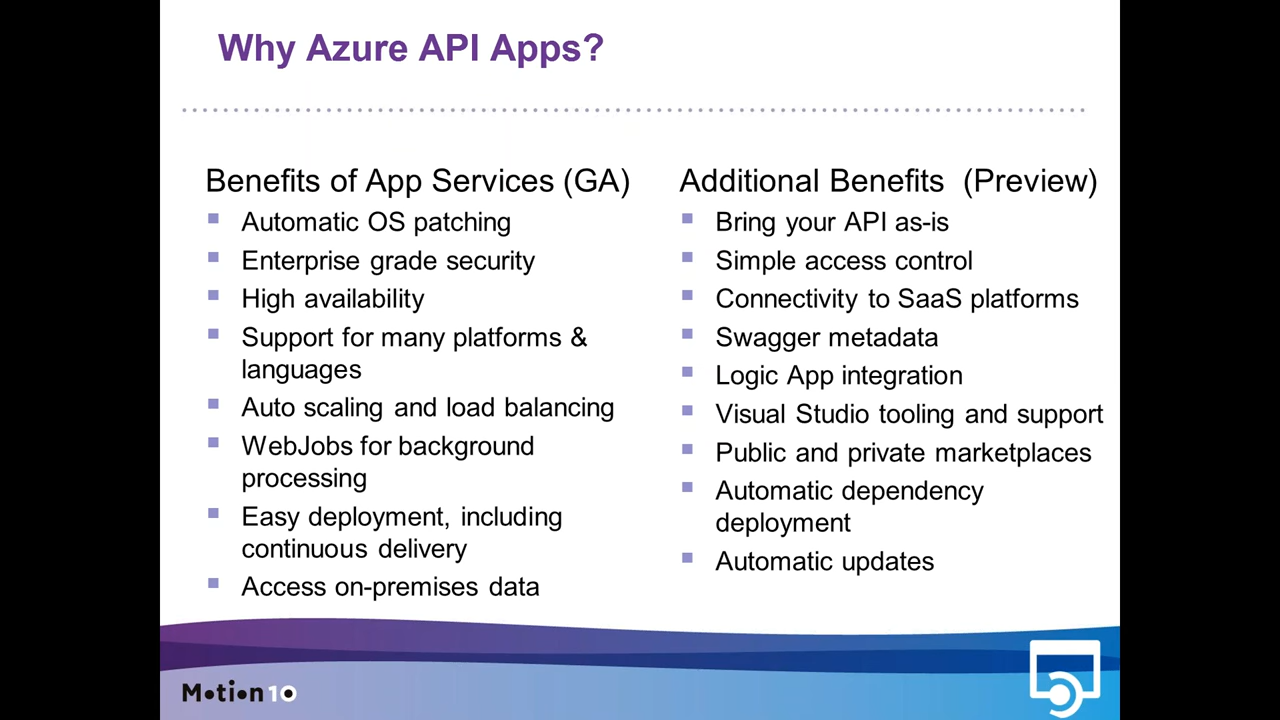 Why Azure API Apps?
Benefits of App Services (GA)
Automatic OS patching
Enterprise grade security
High availability
Support for many platforms &
languages
Auto scaling and load balancing
WebJobs for background
processing
Easy deployment, including
continuous delivery
Access on-premises data
Additional Benefits (Preview)
Bring your API as-is
Simple access control
Connectivity to SaaS platforms
Swagger metadata
Logic App integration
Visual Studio tooling and support
Public and private marketplaces
Automatic dependency
deployment
Automatic updates
Motion10